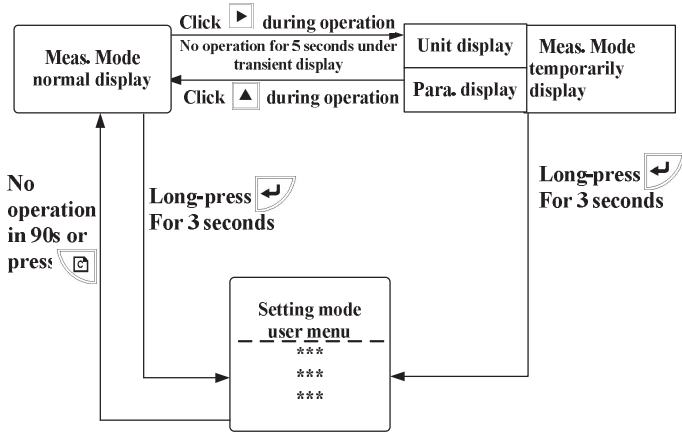 Click ▶ during operation
No operation for 5 seconds under
transient display
Click ▲ during operation
Meas. Mode
normal display
Unit display
Para. display
Meas. Mode
temporarily
display
No
operation
in 90s or
press C
Long-press ↵
For 3 seconds
Long-press ↵
For 3 seconds
Setting mode
user menu
***
***
***